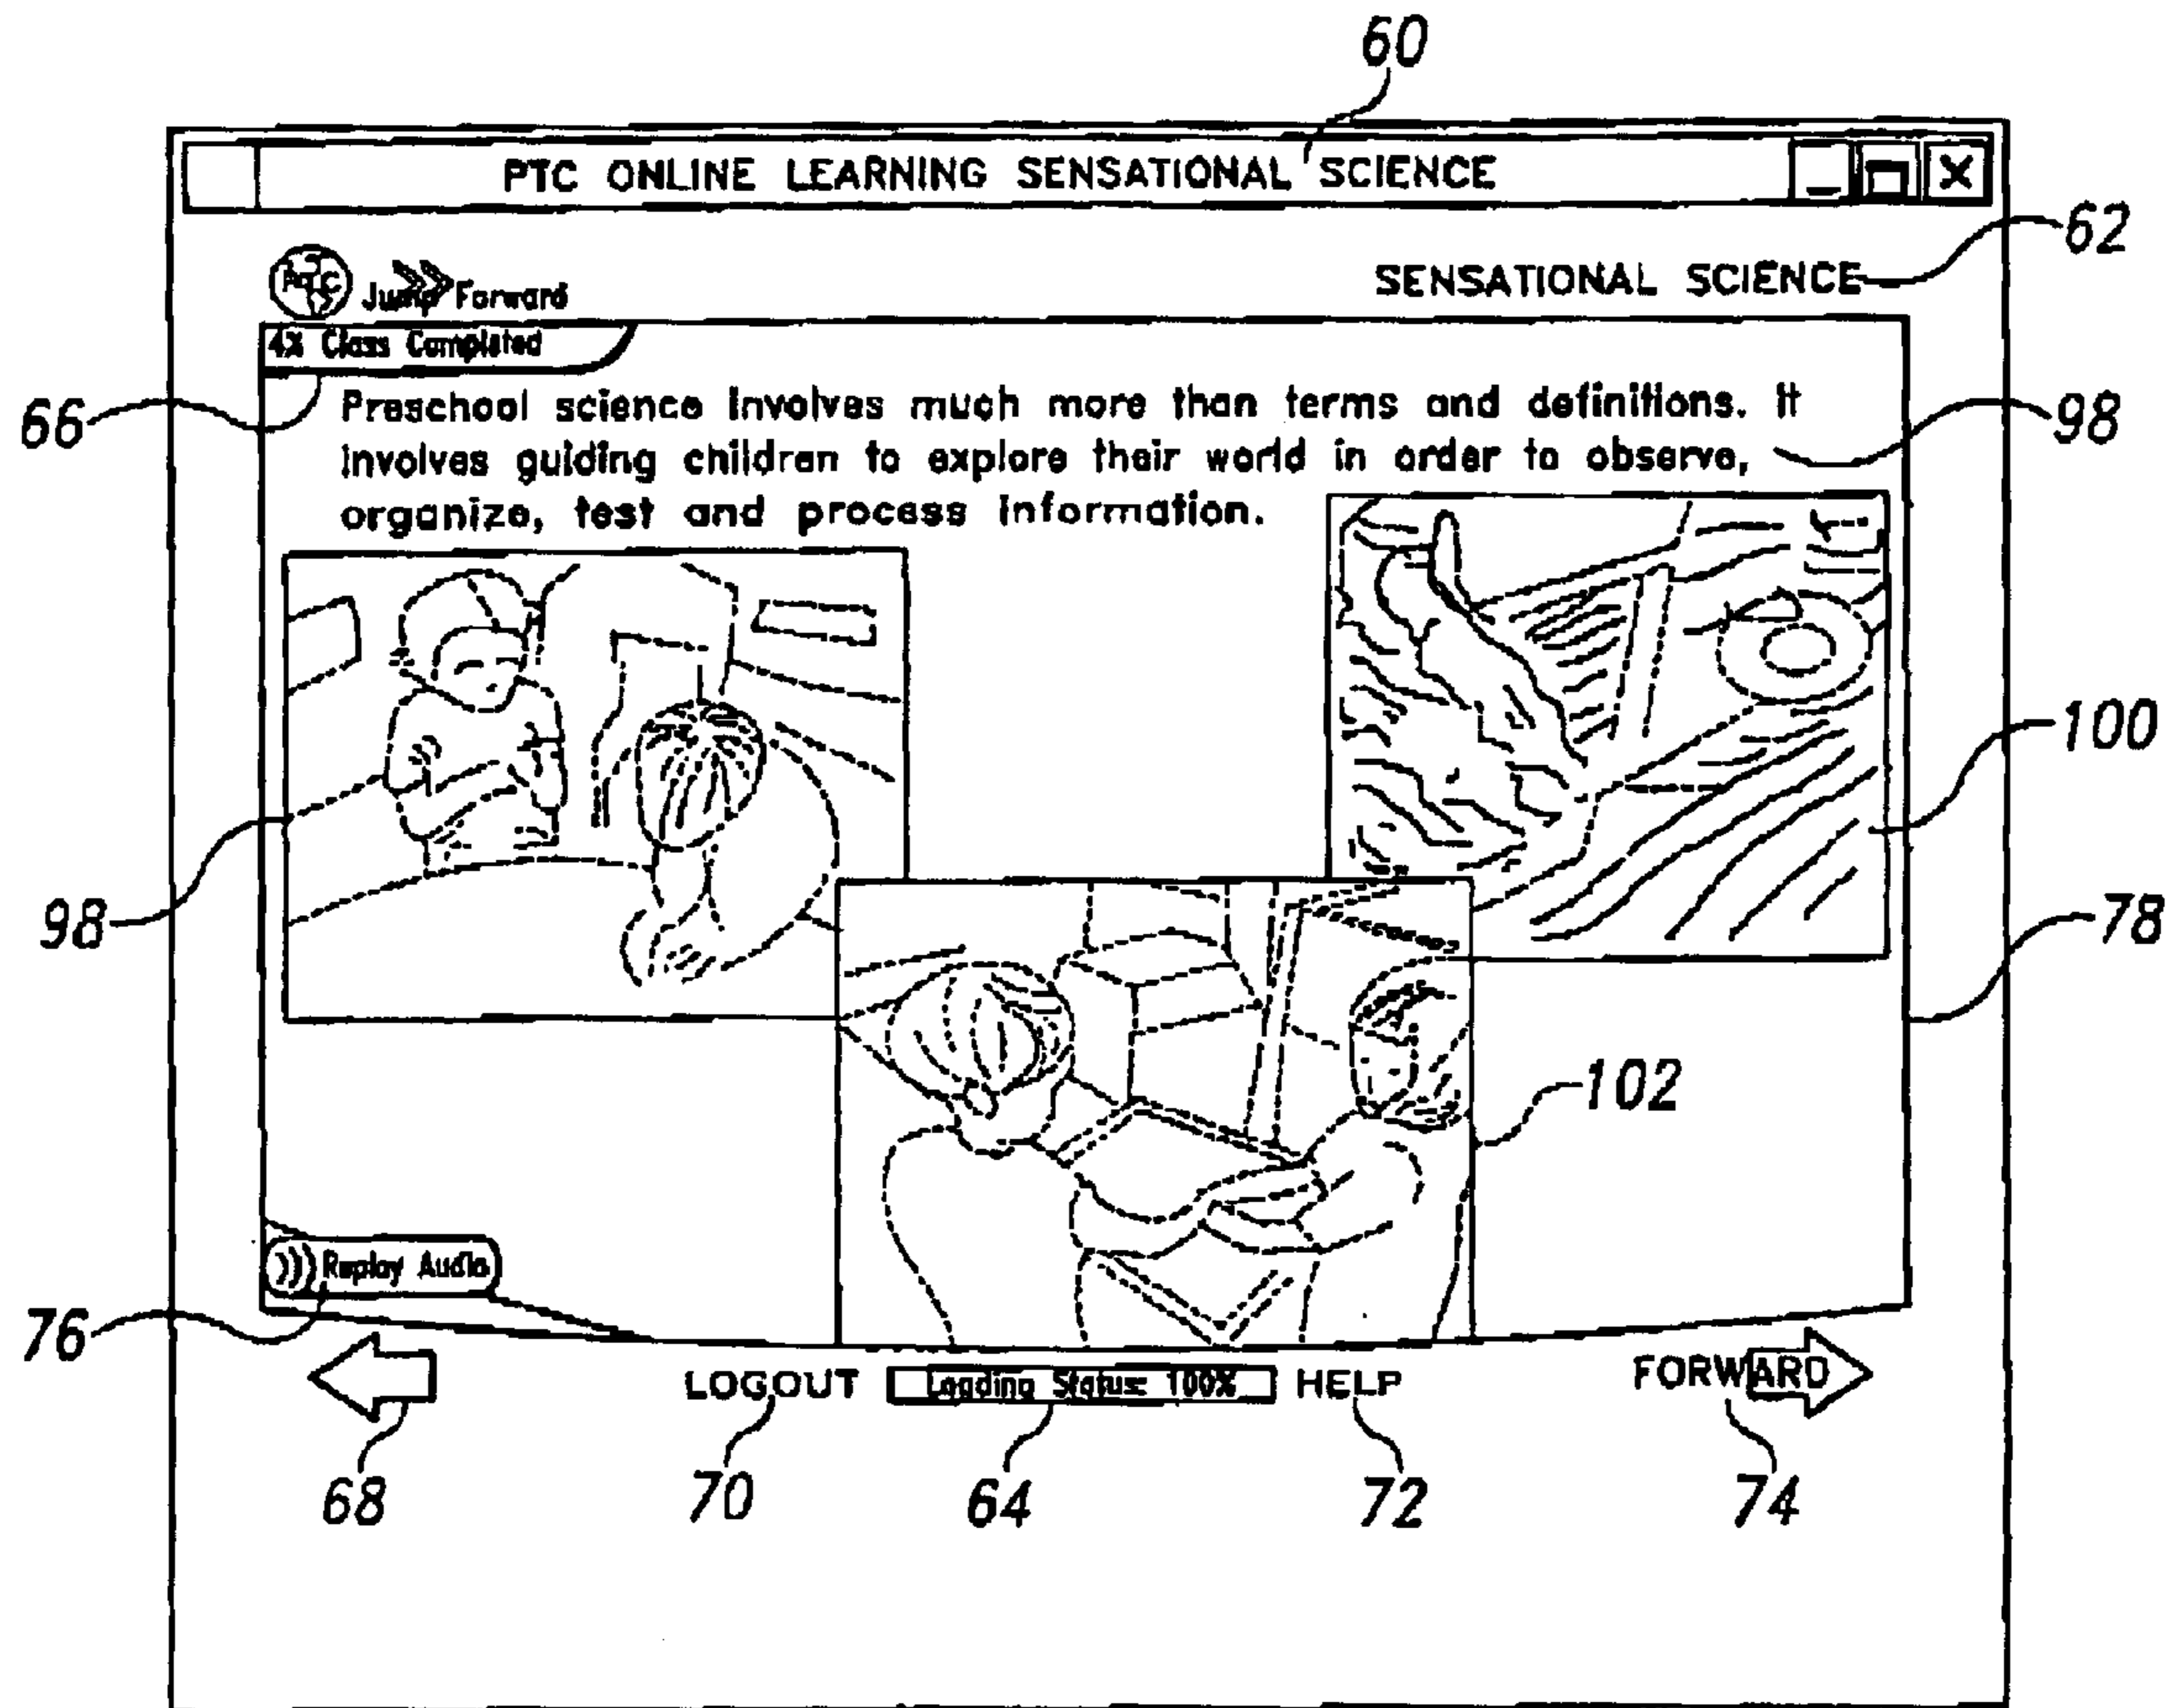 60
PTC ONLINE LEARNING SENSATIONAL SCIENCE
62
PTC Jump Forward
SENSATIONAL SCIENCE
4% Class Completed
66
Preschool science involves much more than terms and definitions. It
98
involves guiding children to explore their world in order to observe,
organize, test and process information.
100
98
78
102
Replay Audio
76
LOGOUT Loading Status: 100% HELP
FORWARD
68
70
64
72
74